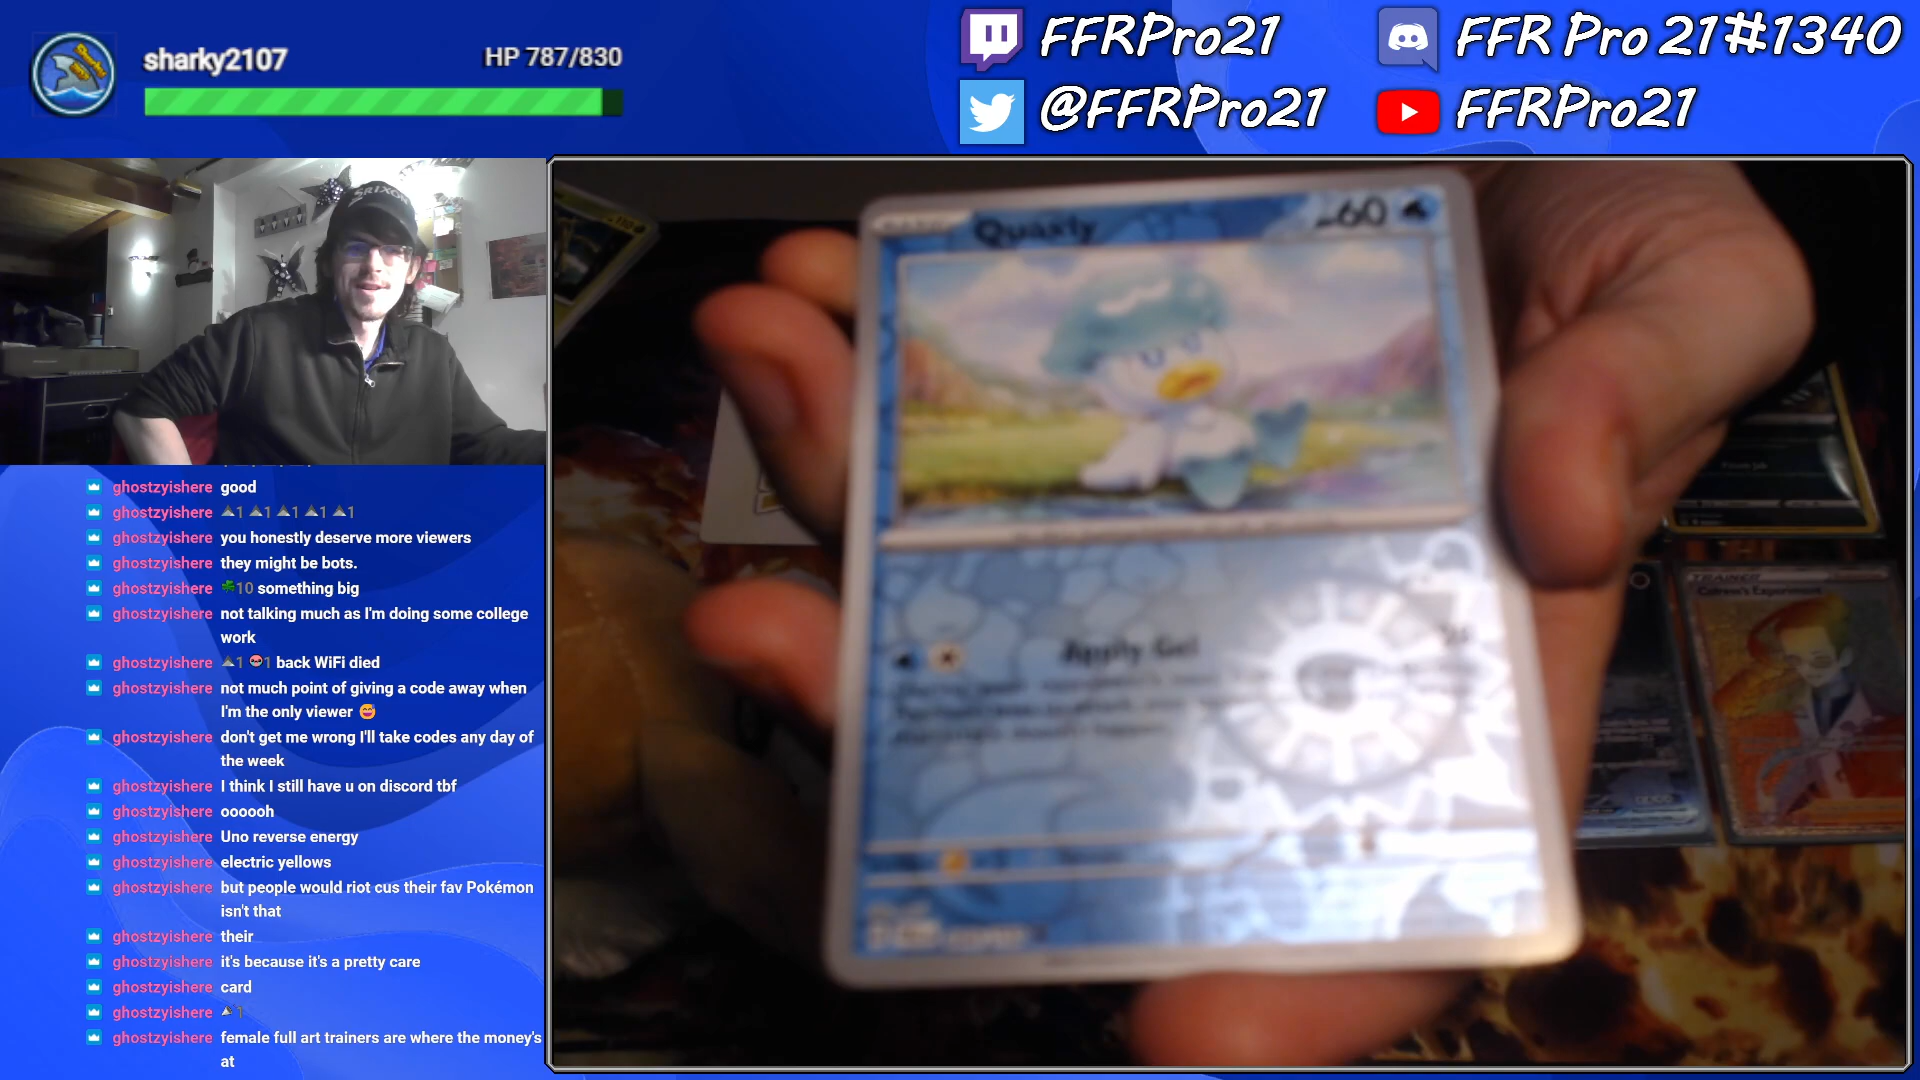 sharky2107 HP 787/830
FFRPro21 FFR Pro 21#1340
@FFRPro21 FFRPro21
SRIXON
Quaxly 60
Apply Gel
TRAINER
Colress's Experiment
ghostzyishere good
ghostzyishere 1 1 1 1 1
ghostzyishere you honestly deserve more viewers
ghostzyishere they might be bots.
ghostzyishere 10 something big
ghostzyishere not talking much as I'm doing some college
work
ghostzyishere 1 1 back WiFi died
ghostzyishere not much point of giving a code away when
I'm the only viewer 😅
ghostzyishere don't get me wrong I'll take codes any day of
the week
ghostzyishere I think I still have u on discord tbf
ghostzyishere oooooh
ghostzyishere Uno reverse energy
ghostzyishere electric yellows
ghostzyishere but people would riot cus their fav Pokémon
isn't that
ghostzyishere their
ghostzyishere it's because it's a pretty care
ghostzyishere card
ghostzyishere 1
ghostzyishere female full art trainers are where the money's
at